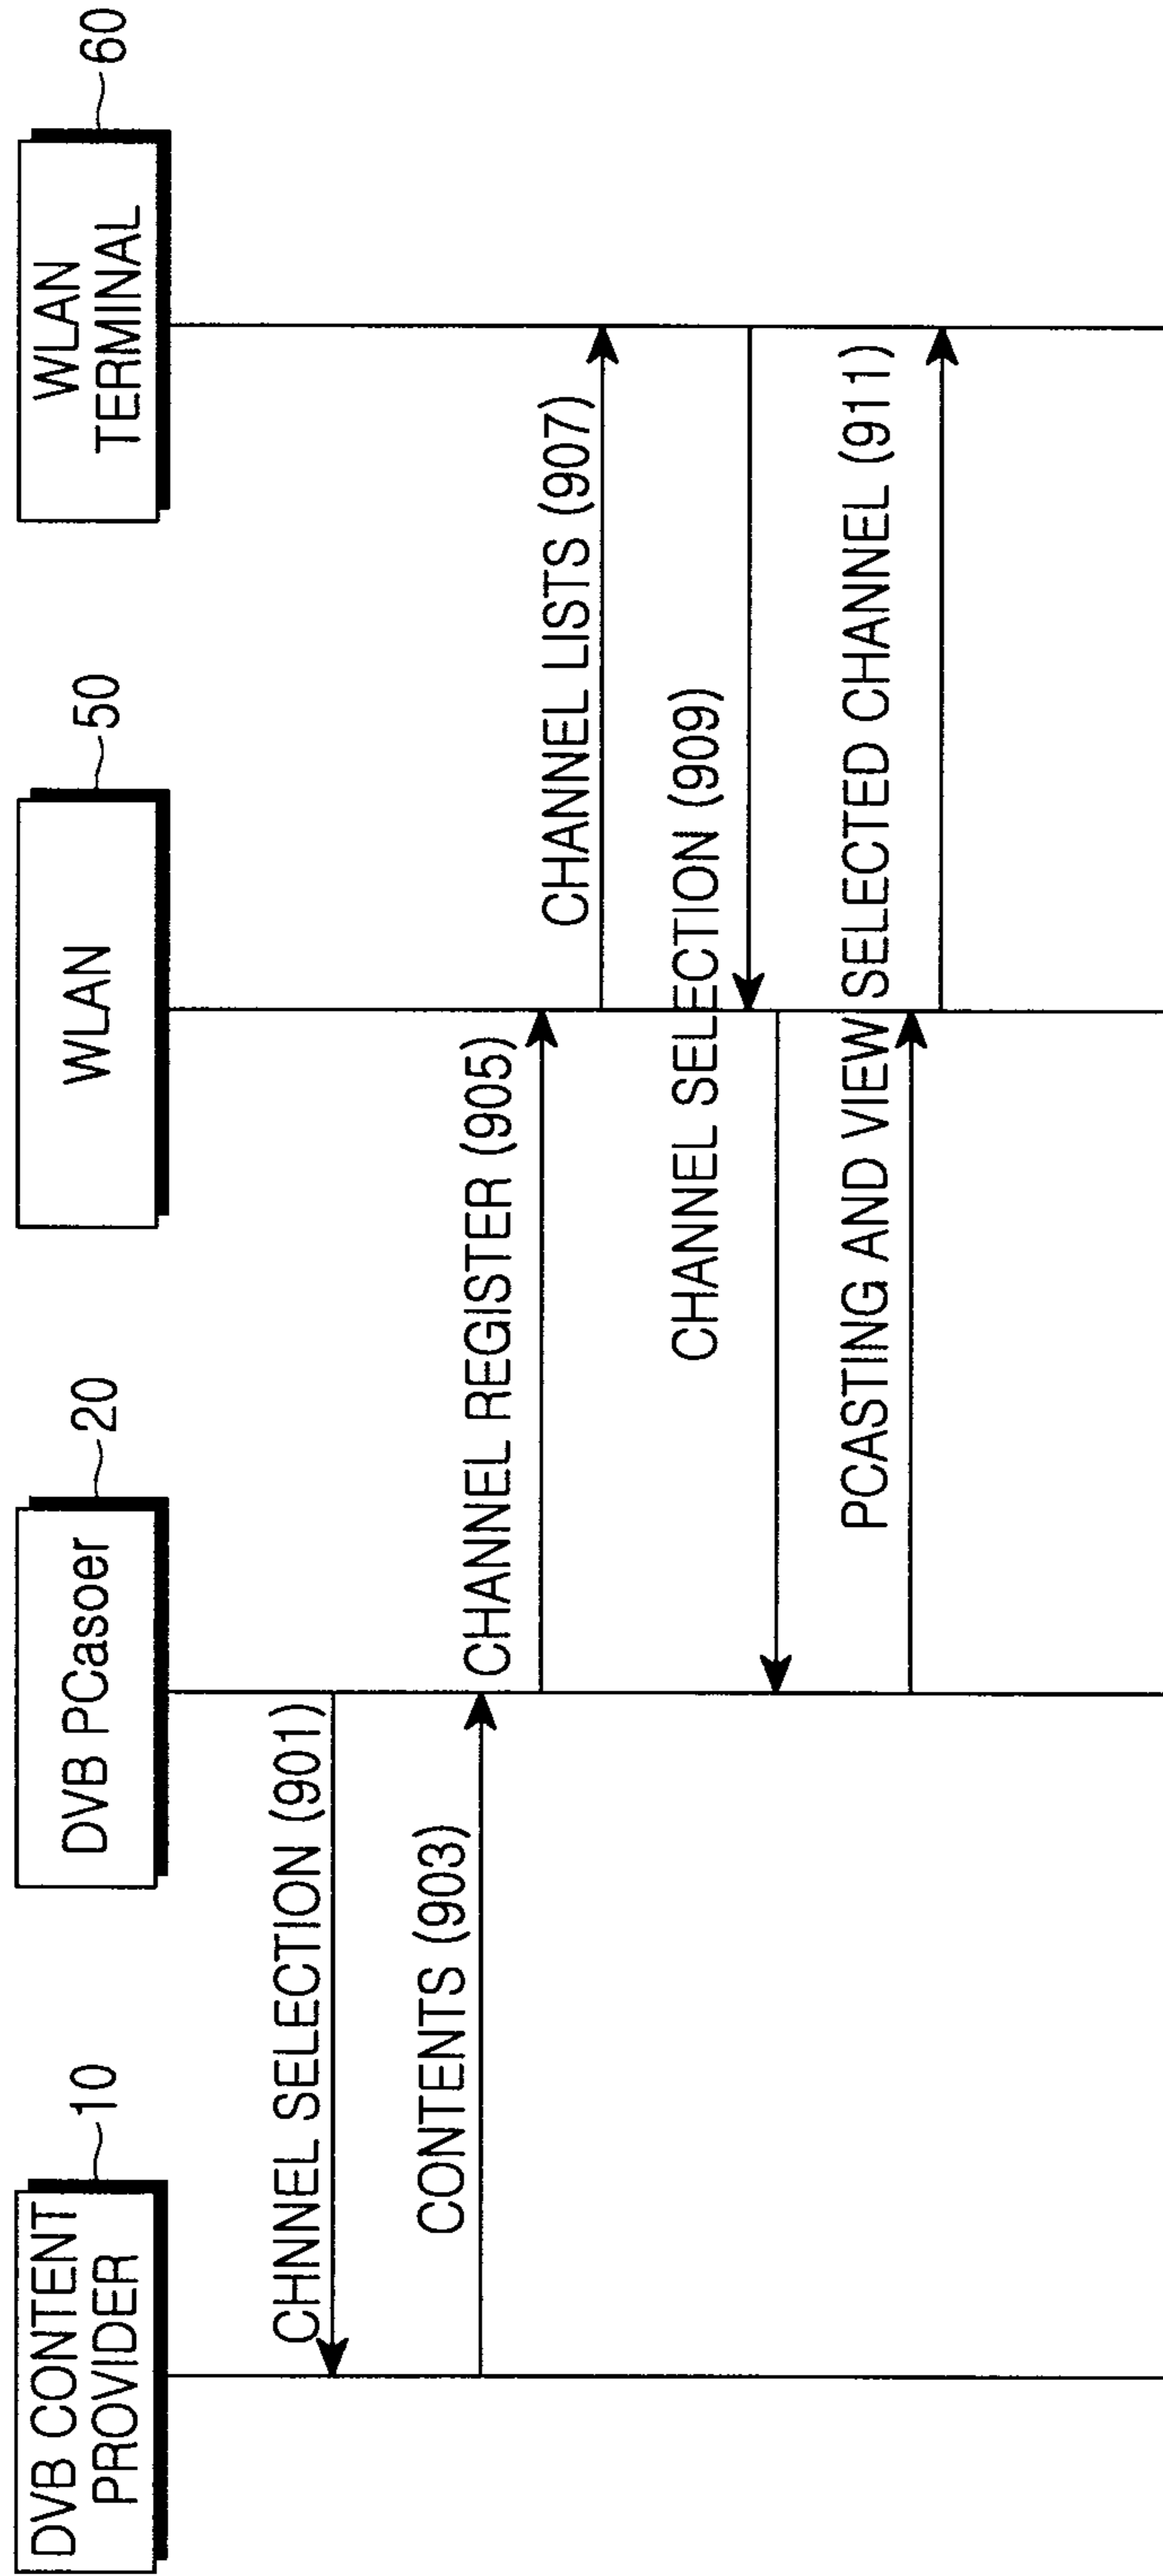 DVB CONTENT
PROVIDER
10
DVB PCasoer
20
WLAN
50
WLAN
TERMINAL
60
CHNNEL SELECTION (901)
CONTENTS (903)
CHANNEL REGISTER (905)
CHANNEL LISTS (907)
CHANNEL SELECTION (909)
PCASTING AND VIEW SELECTED CHANNEL (911)